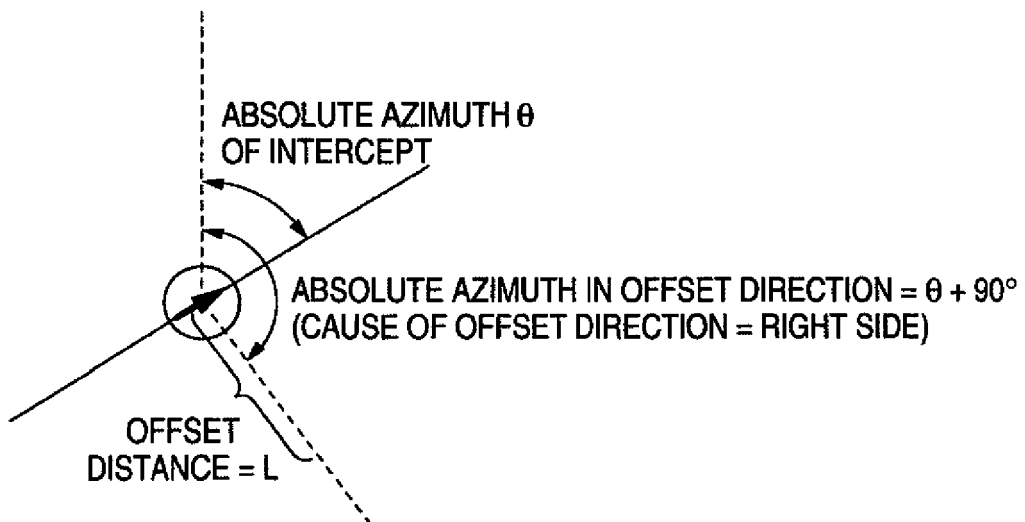 ABSOLUTE AZIMUTH θ
OF INTERCEPT
ABSOLUTE AZIMUTH IN OFFSET DIRECTION = θ + 90°
(CAUSE OF OFFSET DIRECTION = RIGHT SIDE)
OFFSET
DISTANCE = L